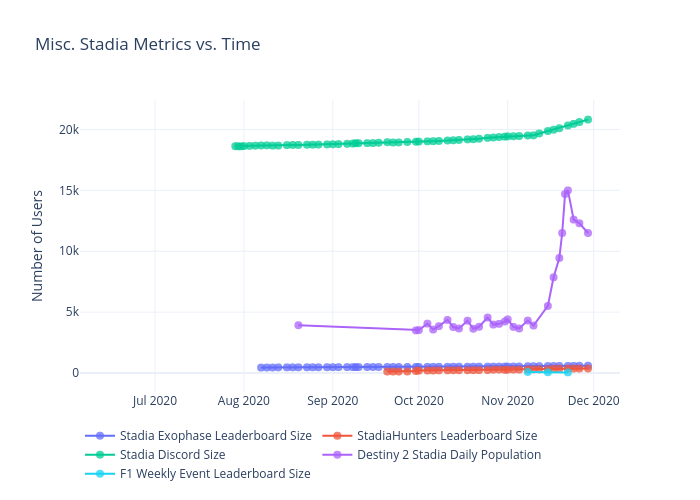 Misc. Stadia Metrics vs. Time
Number of Users
20k
15k
10k
5k
0
Jul 2020
Aug 2020
Sep 2020
Oct 2020
Nov 2020
Dec 2020
Stadia Exophase Leaderboard Size
StadiaHunters Leaderboard Size
Stadia Discord Size
Destiny 2 Stadia Daily Population
F1 Weekly Event Leaderboard Size